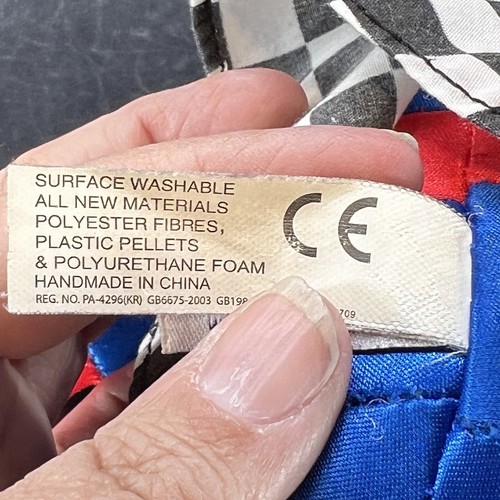 SURFACE WASHABLE
ALL NEW MATERIALS
POLYESTER FIBRES,
PLASTIC PELLETS
& POLYURETHANE FOAM
HANDMADE IN CHINA
REG. NO. PA-4296(KR) GB6675-2003 GB198
CE